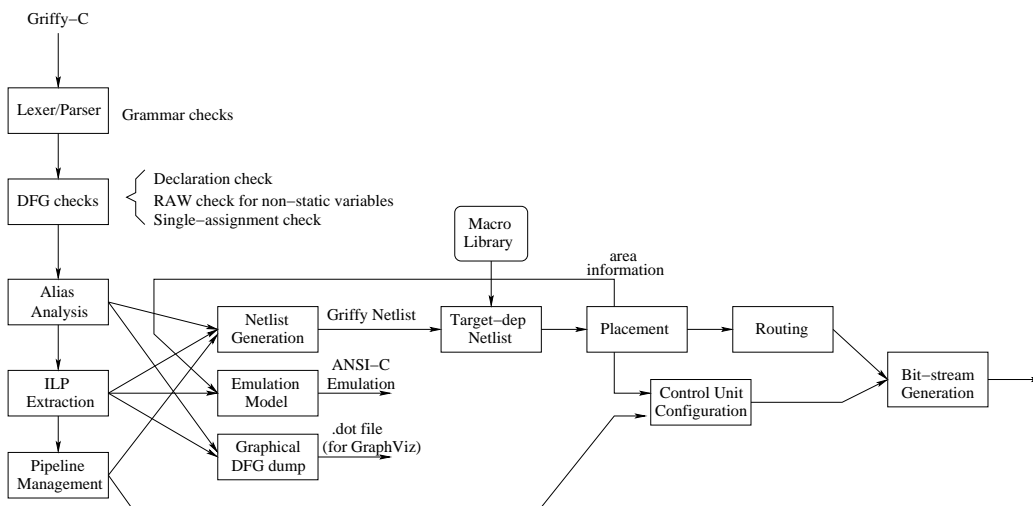 Griffy−C
Lexer/Parser
Grammar checks
DFG checks
Declaration check
RAW check for non−static variables
Single−assignment check
Macro
Library
area
information
Alias
Analysis
Netlist
Generation
Griffy Netlist
Target−dep
Netlist
Placement
Routing
ILP
Extraction
Emulation
Model
ANSI−C
Emulation
Control Unit
Configuration
Bit−stream
Generation
Pipeline
Management
Graphical
DFG dump
.dot file
(for GraphViz)